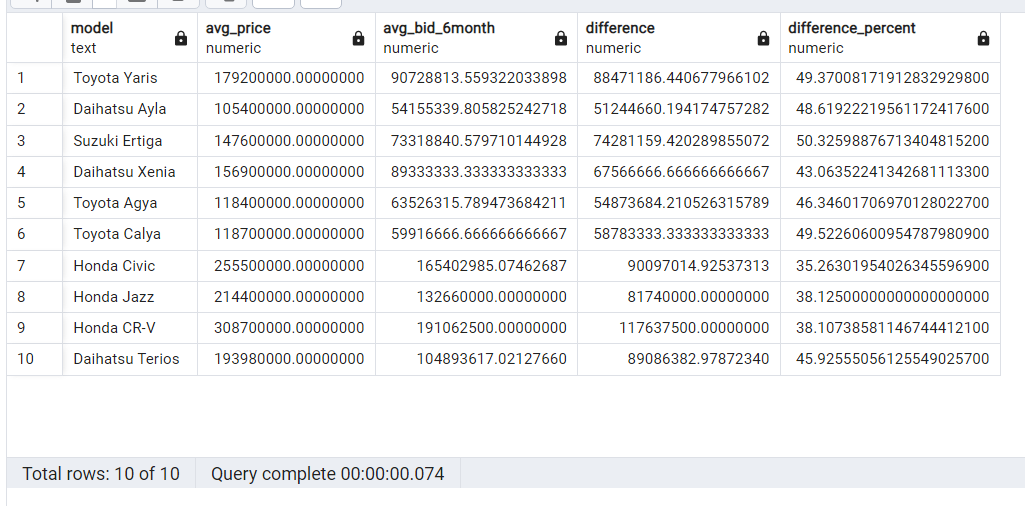 model avg_price avg_bid_6month difference difference_percent
text numeric numeric numeric numeric
1 Toyota Yaris 179200000.00000000 90728813.559322033898 88471186.440677966102 49.37008171912832929800
2 Daihatsu Ayla 105400000.00000000 54155339.805825242718 51244660.194174757282 48.61922219561172417600
3 Suzuki Ertiga 147600000.00000000 73318840.579710144928 74281159.420289855072 50.32598876713404815200
4 Daihatsu Xenia 156900000.00000000 89333333.333333333333 67566666.666666666667 43.06352241342681113300
5 Toyota Agya 118400000.00000000 63526315.789473684211 54873684.210526315789 46.34601706970128022700
6 Toyota Calya 118700000.00000000 59916666.666666666667 58783333.333333333333 49.52260600954787980900
7 Honda Civic 255500000.00000000 165402985.07462687 90097014.92537313 35.26301954026345596900
8 Honda Jazz 214400000.00000000 132660000.00000000 81740000.00000000 38.12500000000000000000
9 Honda CR-V 308700000.00000000 191062500.00000000 117637500.00000000 38.10738581146744412100
10 Daihatsu Terios 193980000.00000000 104893617.02127660 89086382.97872340 45.92555056125549025700
Total rows: 10 of 10 Query complete 00:00:00.074